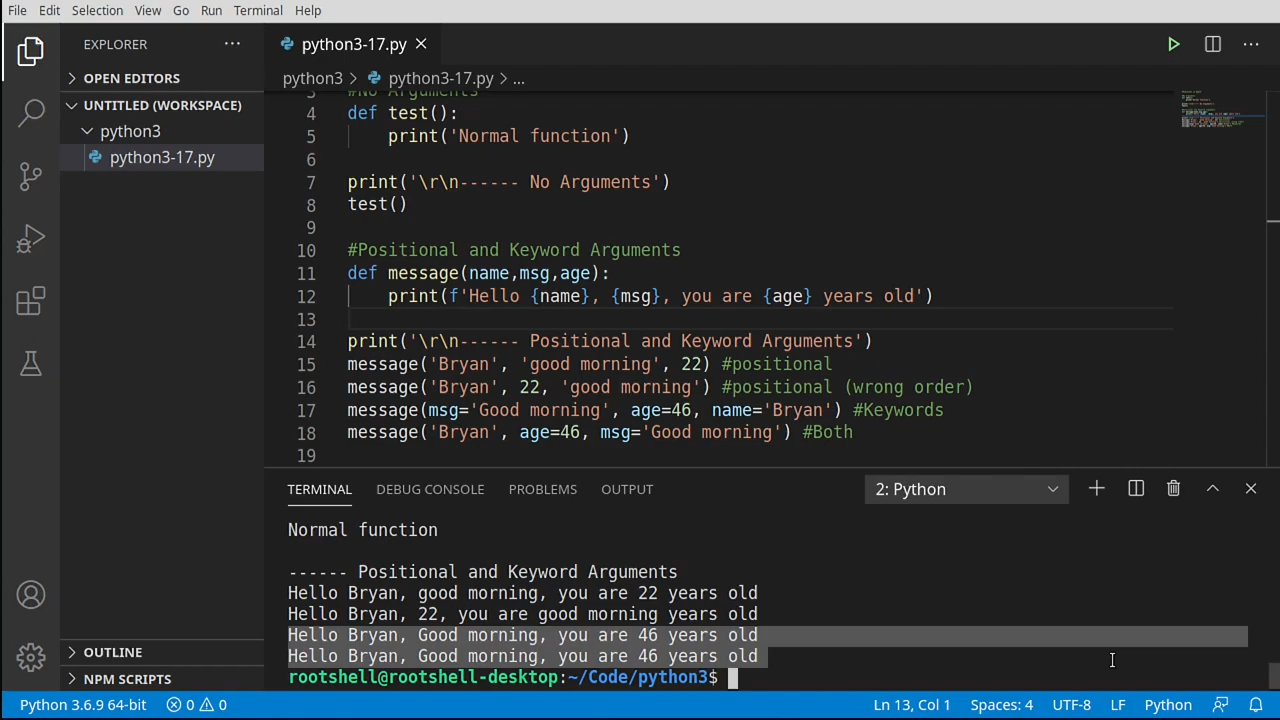 File Edit Selection View Go Run Terminal Help
EXPLORER
OPEN EDITORS
UNTITLED (WORKSPACE)
python3
python3-17.py
OUTLINE
NPM SCRIPTS
python3-17.py
python3 > python3-17.py > ...
3 #No Arguments
4 def test():
5     print('Normal function')
6
7 print('\r\n------ No Arguments')
8 test()
9
10 #Positional and Keyword Arguments
11 def message(name,msg,age):
12     print(f'Hello {name}, {msg}, you are {age} years old')
13
14 print('\r\n------ Positional and Keyword Arguments')
15 message('Bryan', 'good morning', 22) #positional
16 message('Bryan', 22, 'good morning') #positional (wrong order)
17 message(msg='Good morning', age=46, name='Bryan') #Keywords
18 message('Bryan', age=46, msg='Good morning') #Both
19
TERMINAL DEBUG CONSOLE PROBLEMS OUTPUT 2: Python
Normal function
------ Positional and Keyword Arguments
Hello Bryan, good morning, you are 22 years old
Hello Bryan, 22, you are good morning years old
Hello Bryan, Good morning, you are 46 years old
Hello Bryan, Good morning, you are 46 years old
rootshell@rootshell-desktop:~/Code/python3$
Python 3.6.9 64-bit 0 0 Ln 13, Col 1 Spaces: 4 UTF-8 LF Python